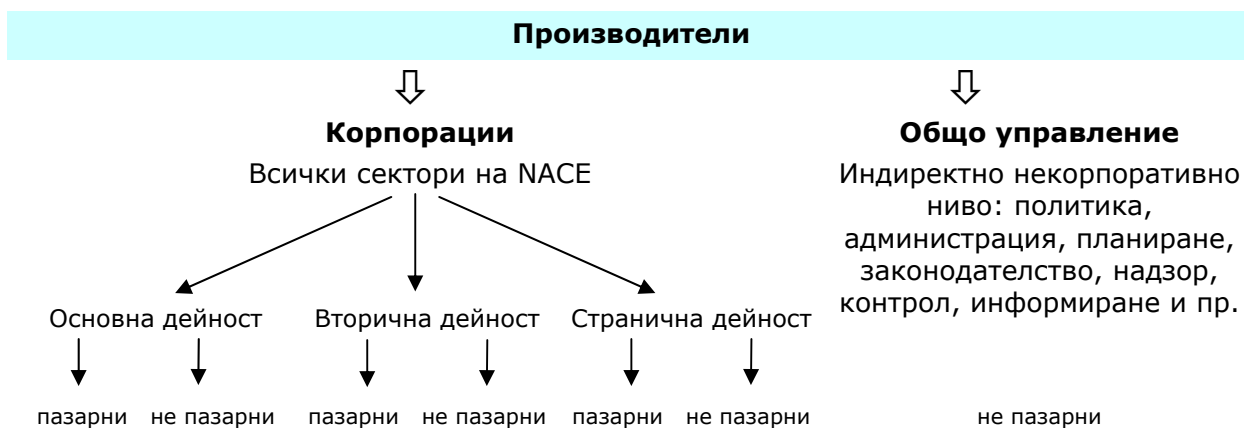 Производители
Корпорации
Всички сектори на NACE
Общо управление
Индиректно некорпоративно
ниво: политика,
администрация, планиране,
законодателство, надзор,
контрол, информиране и пр.
Основна дейност
Вторична дейност
Странична дейност
пазарни не пазарни пазарни не пазарни пазарни не пазарни не пазарни